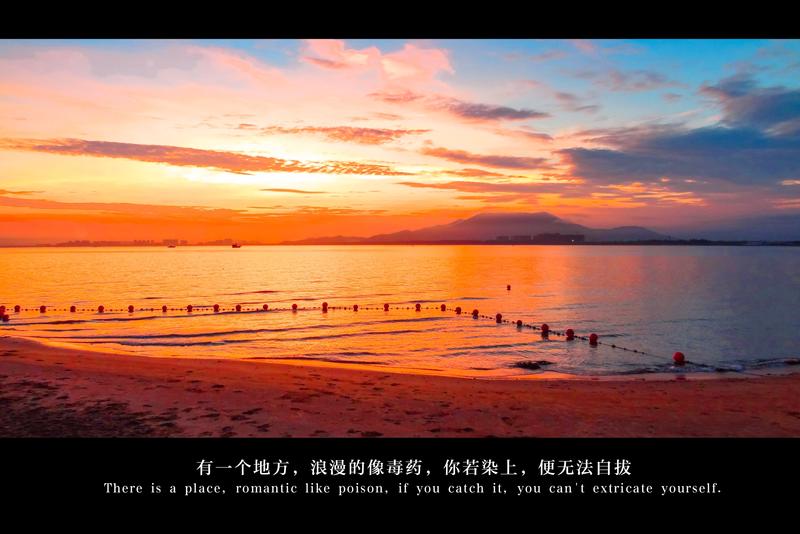 有一个地方，浪漫的像毒药，你若染上，便无法自拔
There is a place, romantic like poison, if you catch it, you can't extricate yourself.